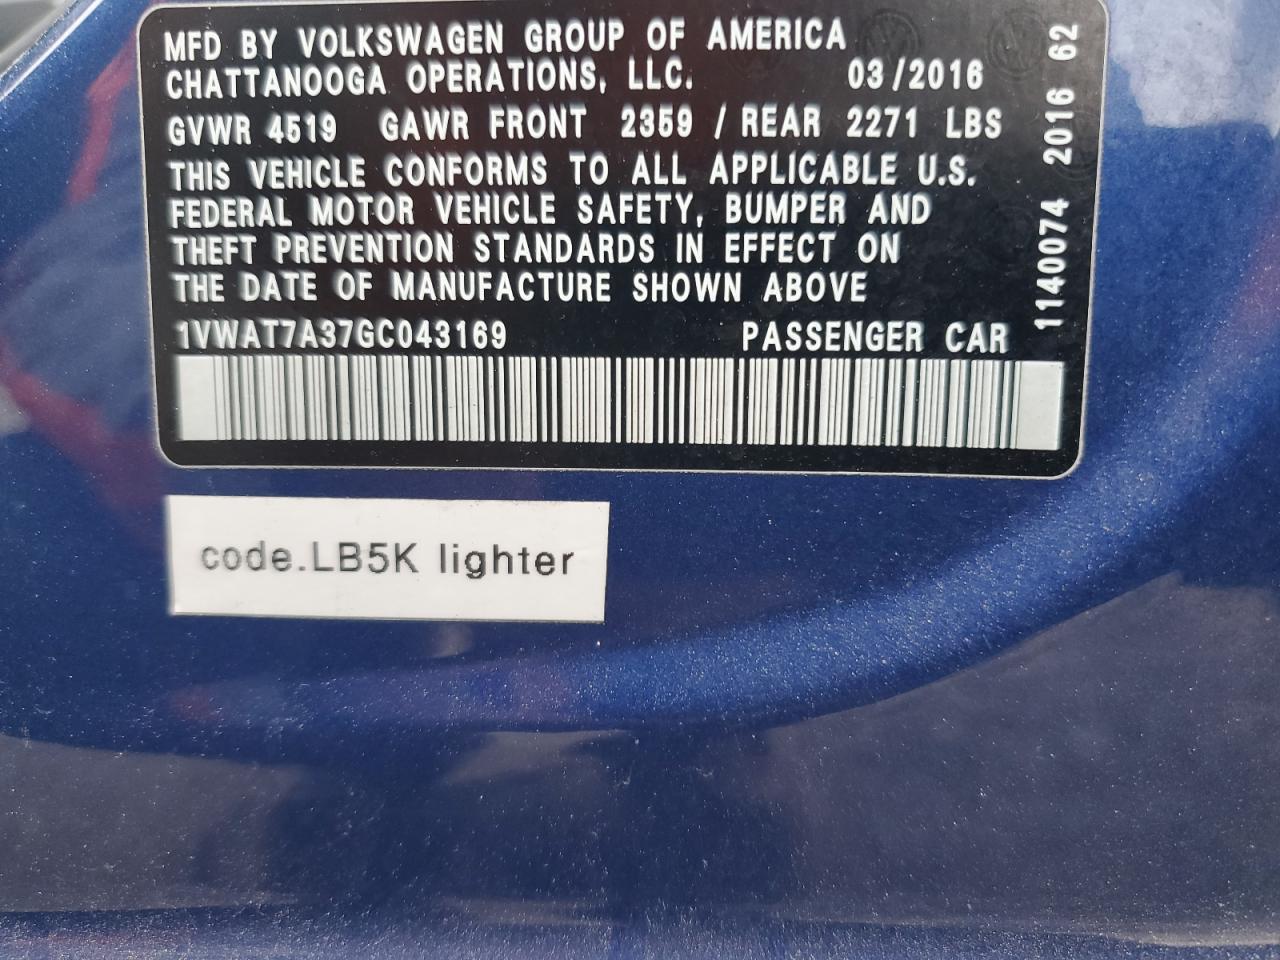 MFD BY VOLKSWAGEN GROUP OF AMERICA
CHATTANOOGA OPERATIONS, LLC. 03/2016
GVWR 4519 GAWR FRONT 2359 / REAR 2271 LBS
THIS VEHICLE CONFORMS TO ALL APPLICABLE U.S.
FEDERAL MOTOR VEHICLE SAFETY, BUMPER AND
THEFT PREVENTION STANDARDS IN EFFECT ON
THE DATE OF MANUFACTURE SHOWN ABOVE
1VWAT7A37GC043169 PASSENGER CAR
1140074 2016 62
code.LB5K lighter